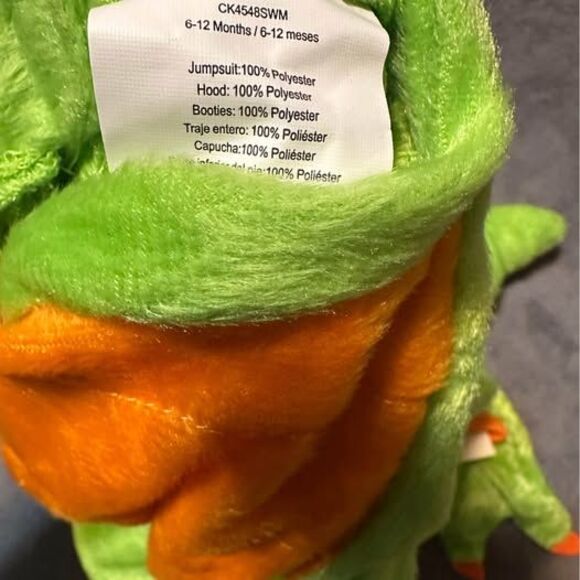 CK4548SWM
6-12 Months / 6-12 meses
Jumpsuit:100% Polyester
Hood: 100% Polyester
Booties: 100% Polyester
Traje entero: 100% Poliéster
Capucha:100% Poliéster
inferior del pie:100% Poliéster